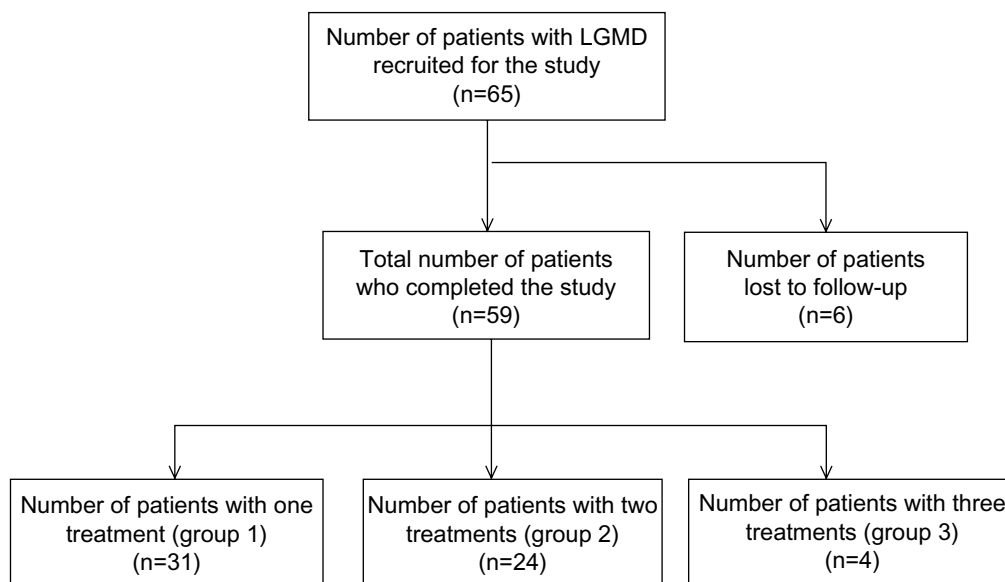 Number of patients with LGMD
recruited for the study
(n=65)
Total number of patients
who completed the study
(n=59)
Number of patients
lost to follow-up
(n=6)
Number of patients with one
treatment (group 1)
(n=31)
Number of patients with two
treatments (group 2)
(n=24)
Number of patients with three
treatments (group 3)
(n=4)